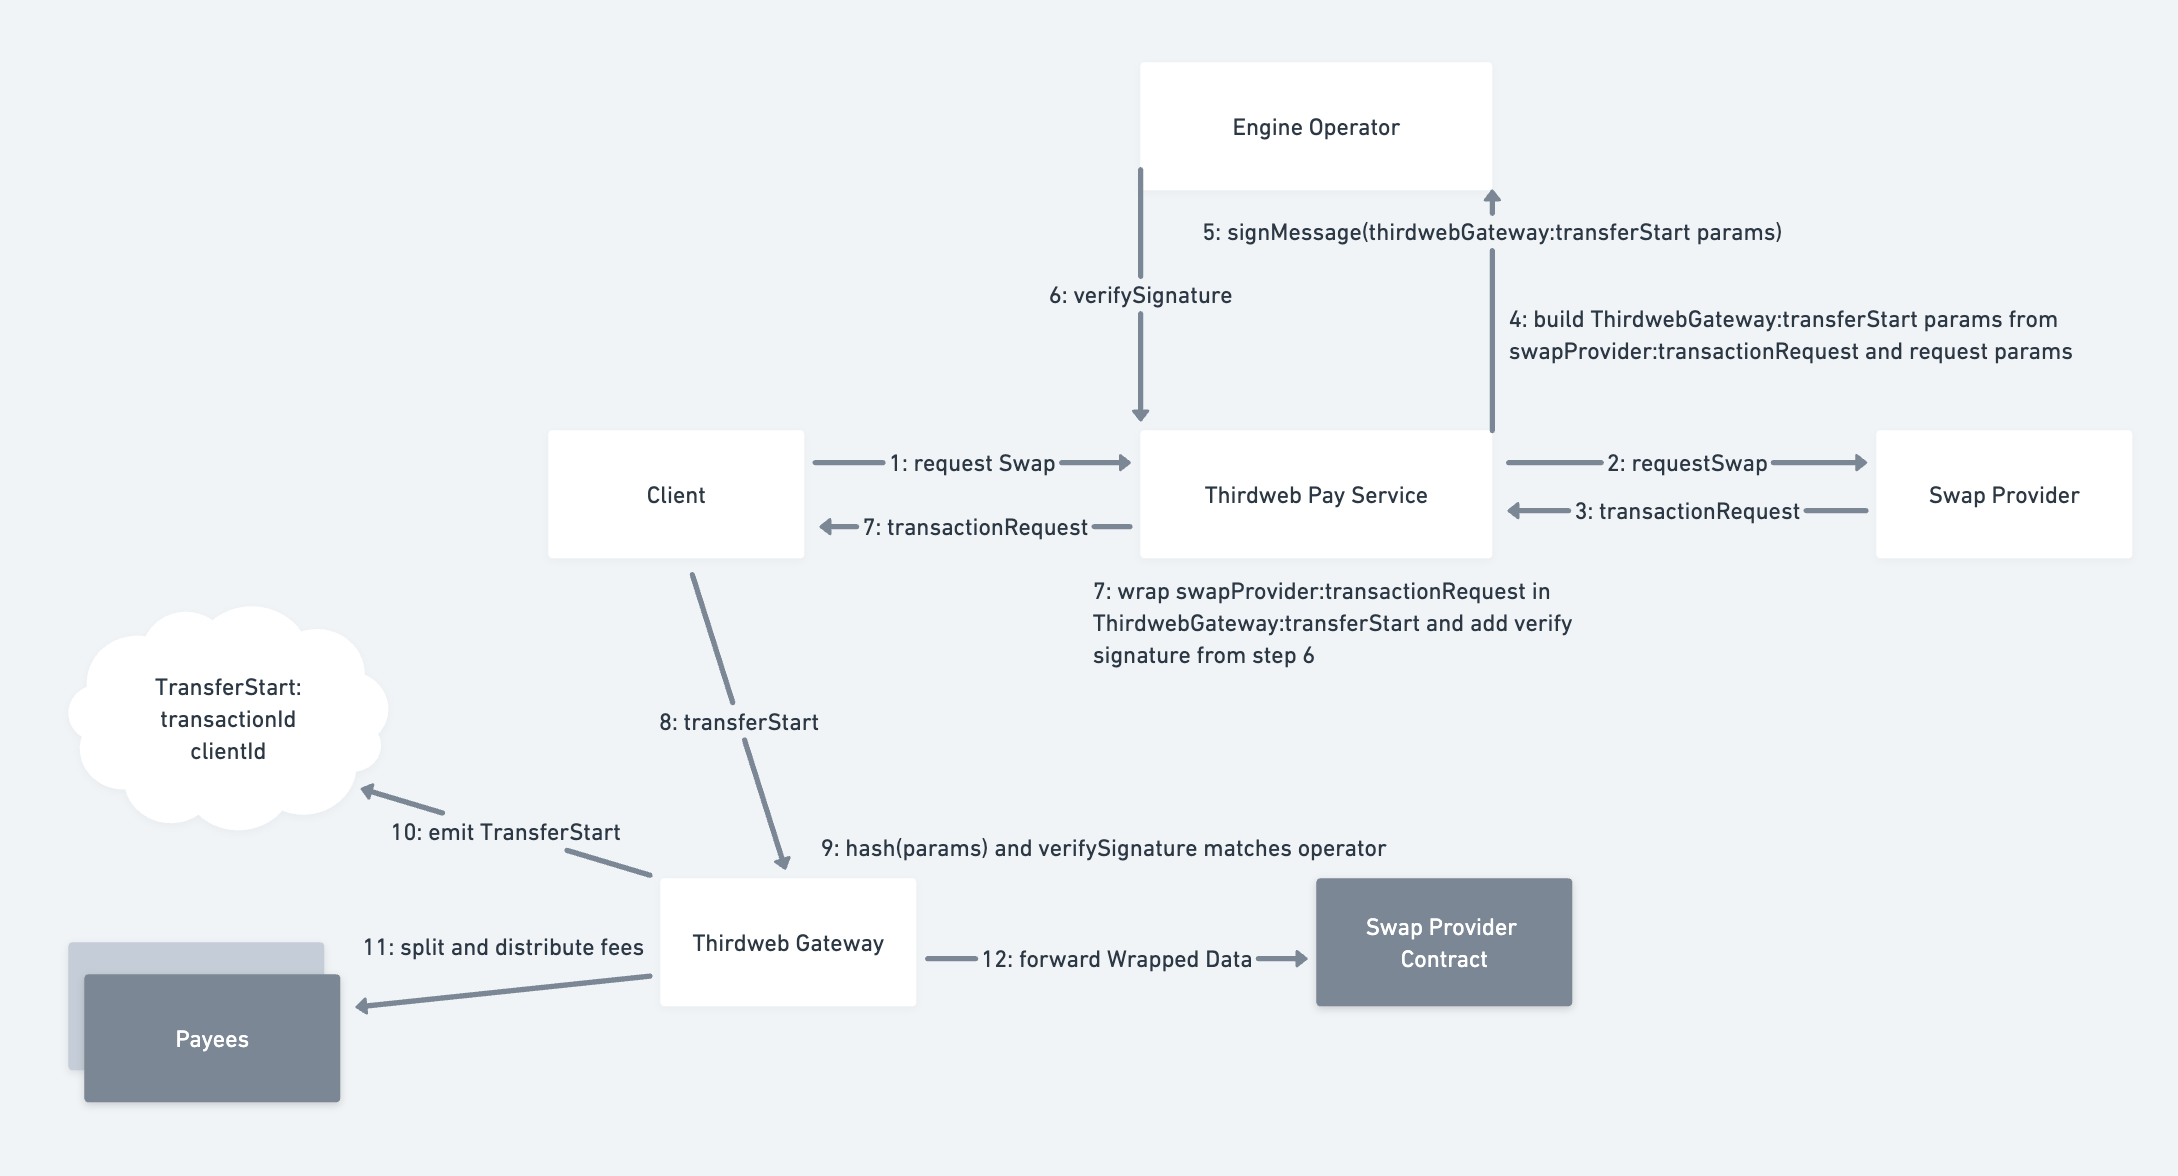 Engine Operator
5: signMessage(thirdwebGateway:transferStart params)
6: verifySignature
4: build ThirdwebGateway:transferStart params from
swapProvider:transactionRequest and request params
Client
1: request Swap
7: transactionRequest
Thirdweb Pay Service
2: requestSwap
3: transactionRequest
Swap Provider
7: wrap swapProvider:transactionRequest in
ThirdwebGateway:transferStart and add verify
signature from step 6
TransferStart:
transactionId
clientId
8: transferStart
10: emit TransferStart
9: hash(params) and verifySignature matches operator
11: split and distribute fees
Thirdweb Gateway
12: forward Wrapped Data
Swap Provider
Contract
Payees